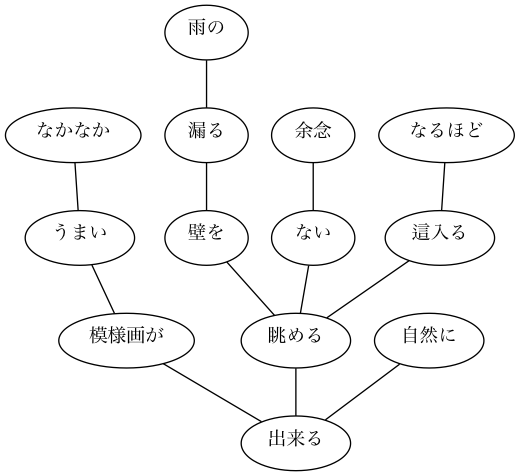 雨の
なかなか
漏る
余念
なるほど
うまい
壁を
ない
這入る
模様画が
眺める
自然に
出来る